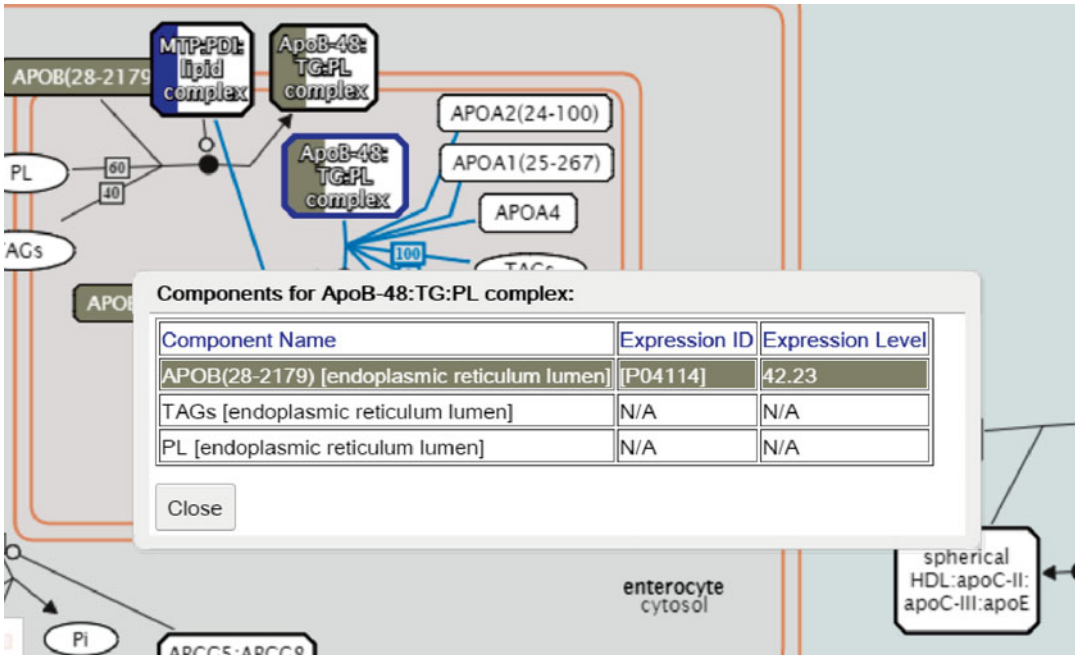 MTP:PDI:
lipid
complex
ApoB-48:
TG:PL
complex
APOB(28-2179
APOA2(24-100)
ApoB-48:
TG:PL
complex
APOA1(25-267)
PL
60
40
APOA4
AGs
100
TAGs
APOB
Components for ApoB-48:TG:PL complex:
Component Name Expression ID Expression Level
APOB(28-2179) [endoplasmic reticulum lumen] [P04114] 42.23
TAGs [endoplasmic reticulum lumen] N/A N/A
PL [endoplasmic reticulum lumen] N/A N/A
Close
spherical
HDL:apoC-II:
apoC-III:apoE
enterocyte
cytosol
Pi
ABCG5:ABCG8